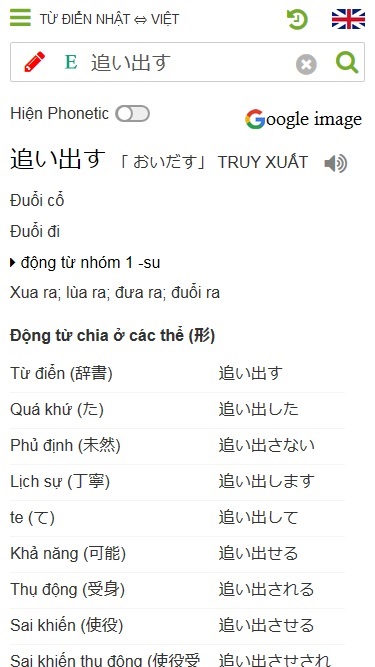 TỪ ĐIỂN NHẬT ⇔ VIỆT
E 追い出す
Hiện Phonetic
Google image
追い出す 「おいだす」 TRUY XUẤT
Đuổi cổ
Đuổi đi
động từ nhóm 1 -su
Xua ra; lùa ra; đưa ra; đuổi ra
Động từ chia ở các thể (形)
Từ điển (辞書) 追い出す
Quá khứ (た) 追い出した
Phủ định (未然) 追い出さない
Lịch sự (丁寧) 追い出します
te (て) 追い出して
Khả năng (可能) 追い出せる
Thụ động (受身) 追い出される
Sai khiến (使役) 追い出させる
Sai khiến thụ động (使役受 追い出させられ